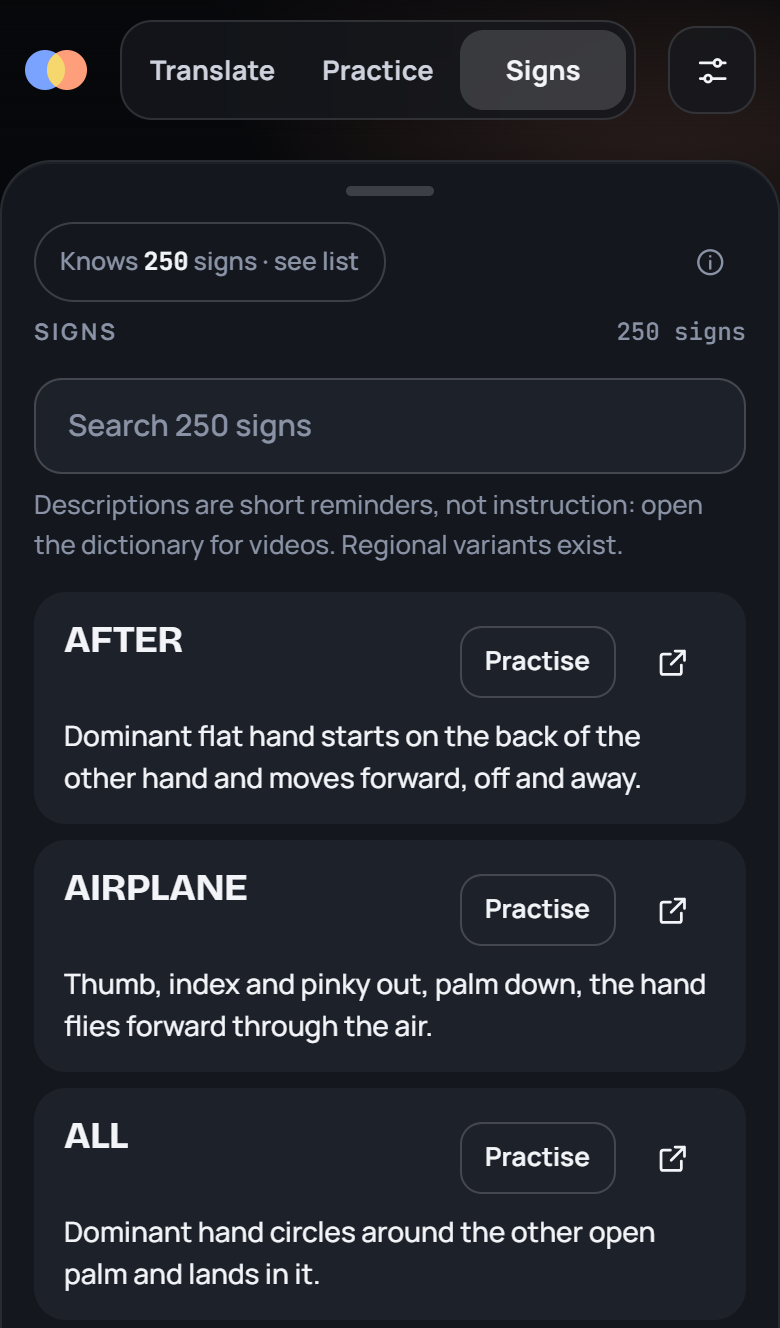 Translate Practice Signs
Knows 250 signs · see list
SIGNS 250 signs
Search 250 signs
Descriptions are short reminders, not instruction: open
the dictionary for videos. Regional variants exist.
AFTER
Practise
Dominant flat hand starts on the back of the
other hand and moves forward, off and away.
AIRPLANE
Practise
Thumb, index and pinky out, palm down, the hand
flies forward through the air.
ALL
Practise
Dominant hand circles around the other open
palm and lands in it.